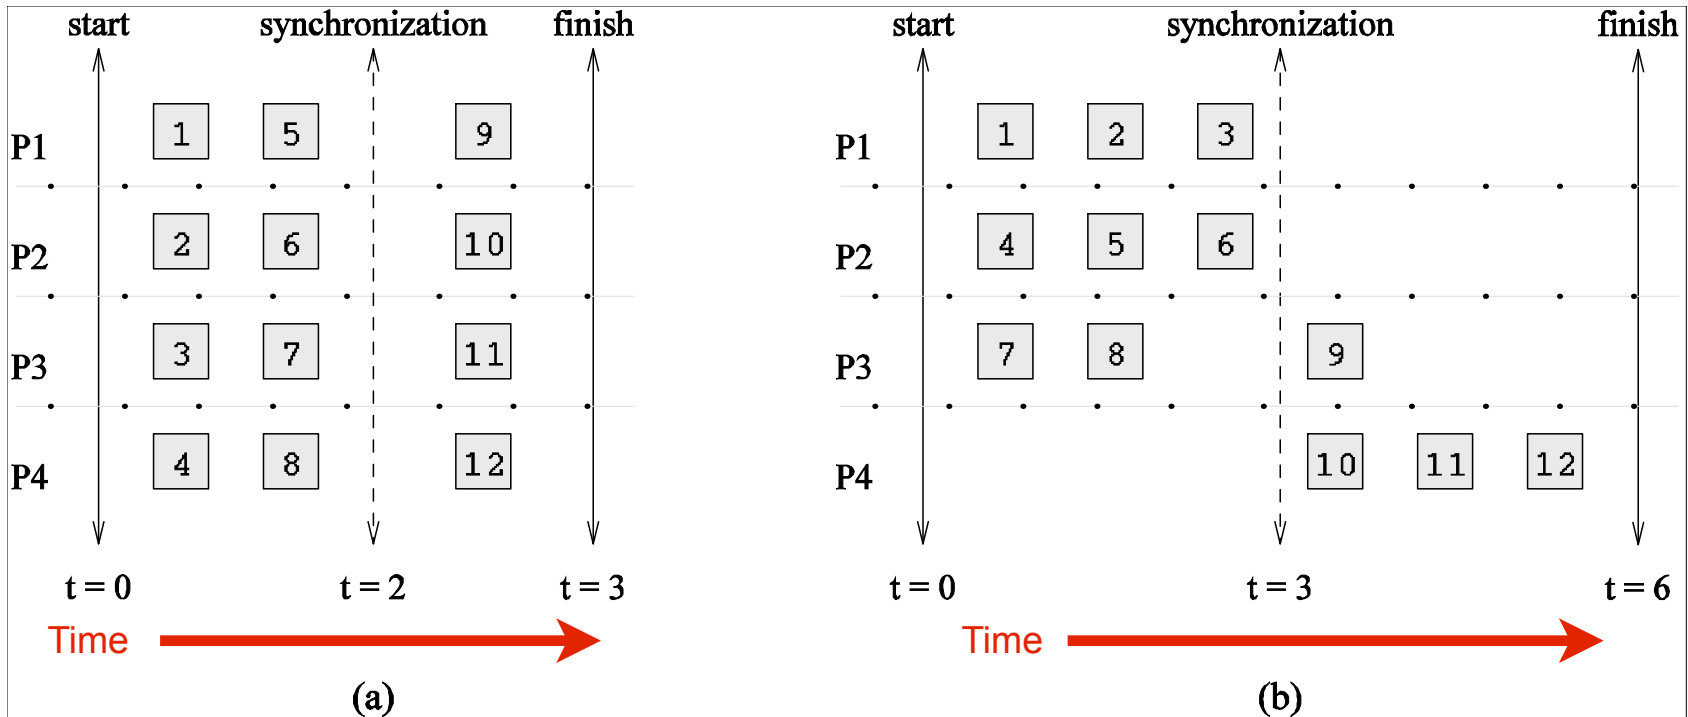 start synchronization finish
P1 1 5 9
P2 2 6 10
P3 3 7 11
P4 4 8 12
t = 0 t = 2 t = 3
Time
(a)
start synchronization finish
P1 1 2 3
P2 4 5 6
P3 7 8 9
P4 10 11 12
t = 0 t = 3 t = 6
Time
(b)